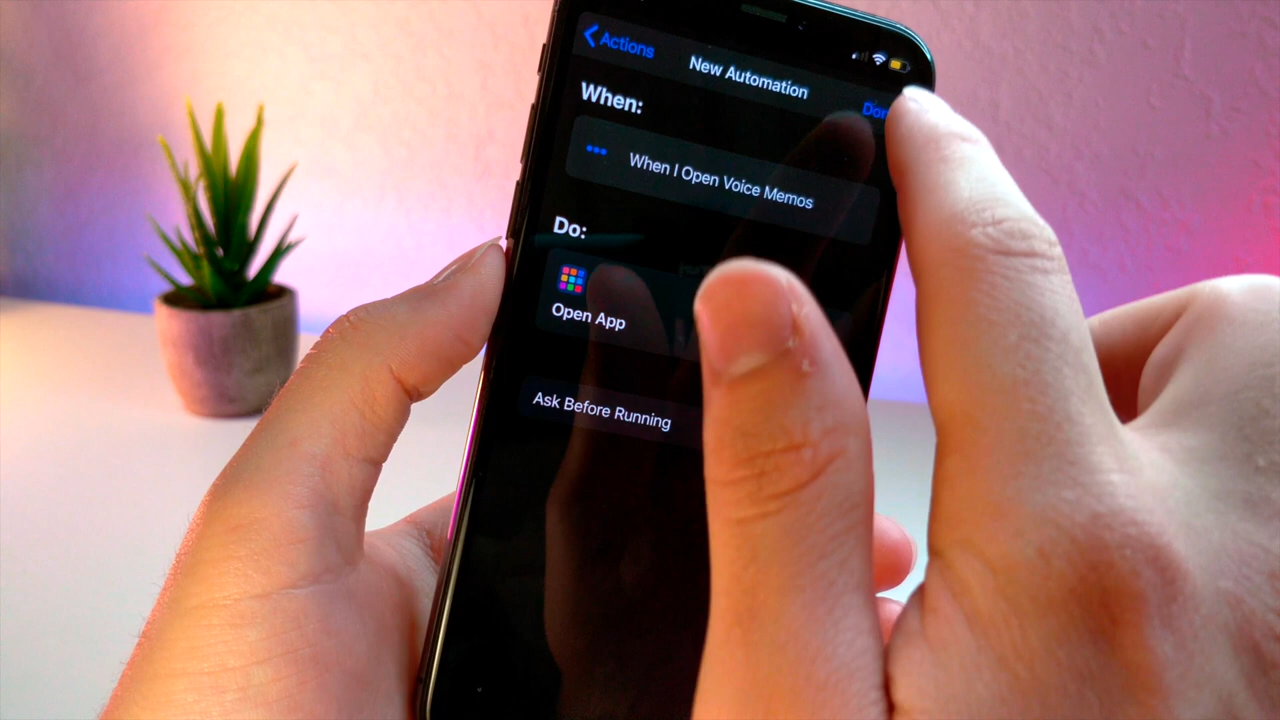 Actions
New Automation
When:
When I Open Voice Memos
Do:
Open App
Ask Before Running